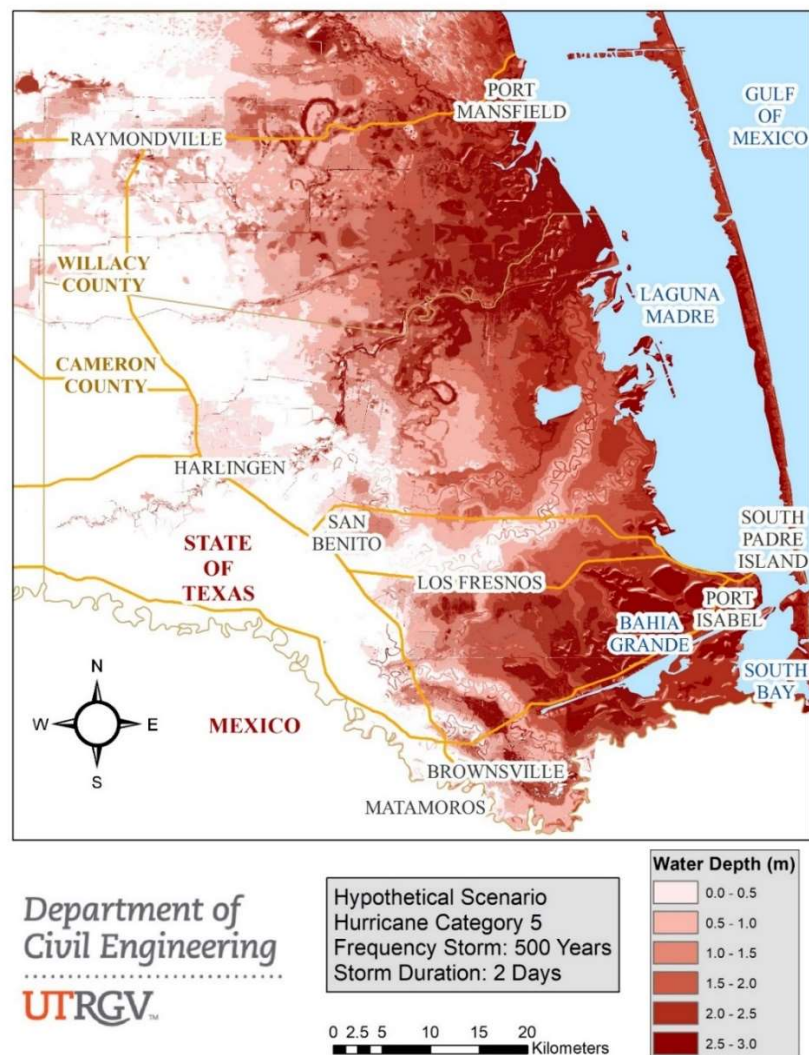 PORT
MANSFIELD
GULF
OF
MEXICO
RAYMONDVILLE
WILLACY
COUNTY
LAGUNA
MADRE
CAMERON
COUNTY
HARLINGEN
SAN
BENITO
STATE
OF
TEXAS
SOUTH
PADRE
ISLAND
LOS FRESNOS
PORT
ISABEL
BAHIA
GRANDE
SOUTH
BAY
N
W
E
S
MEXICO
BROWNSVILLE
MATAMOROS
Department of
Civil Engineering
UTRGV™
Hypothetical Scenario
Hurricane Category 5
Frequency Storm: 500 Years
Storm Duration: 2 Days
0 2.5 5 10 15 20
Kilometers
Water Depth (m)
0.0 - 0.5
0.5 - 1.0
1.0 - 1.5
1.5 - 2.0
2.0 - 2.5
2.5 - 3.0